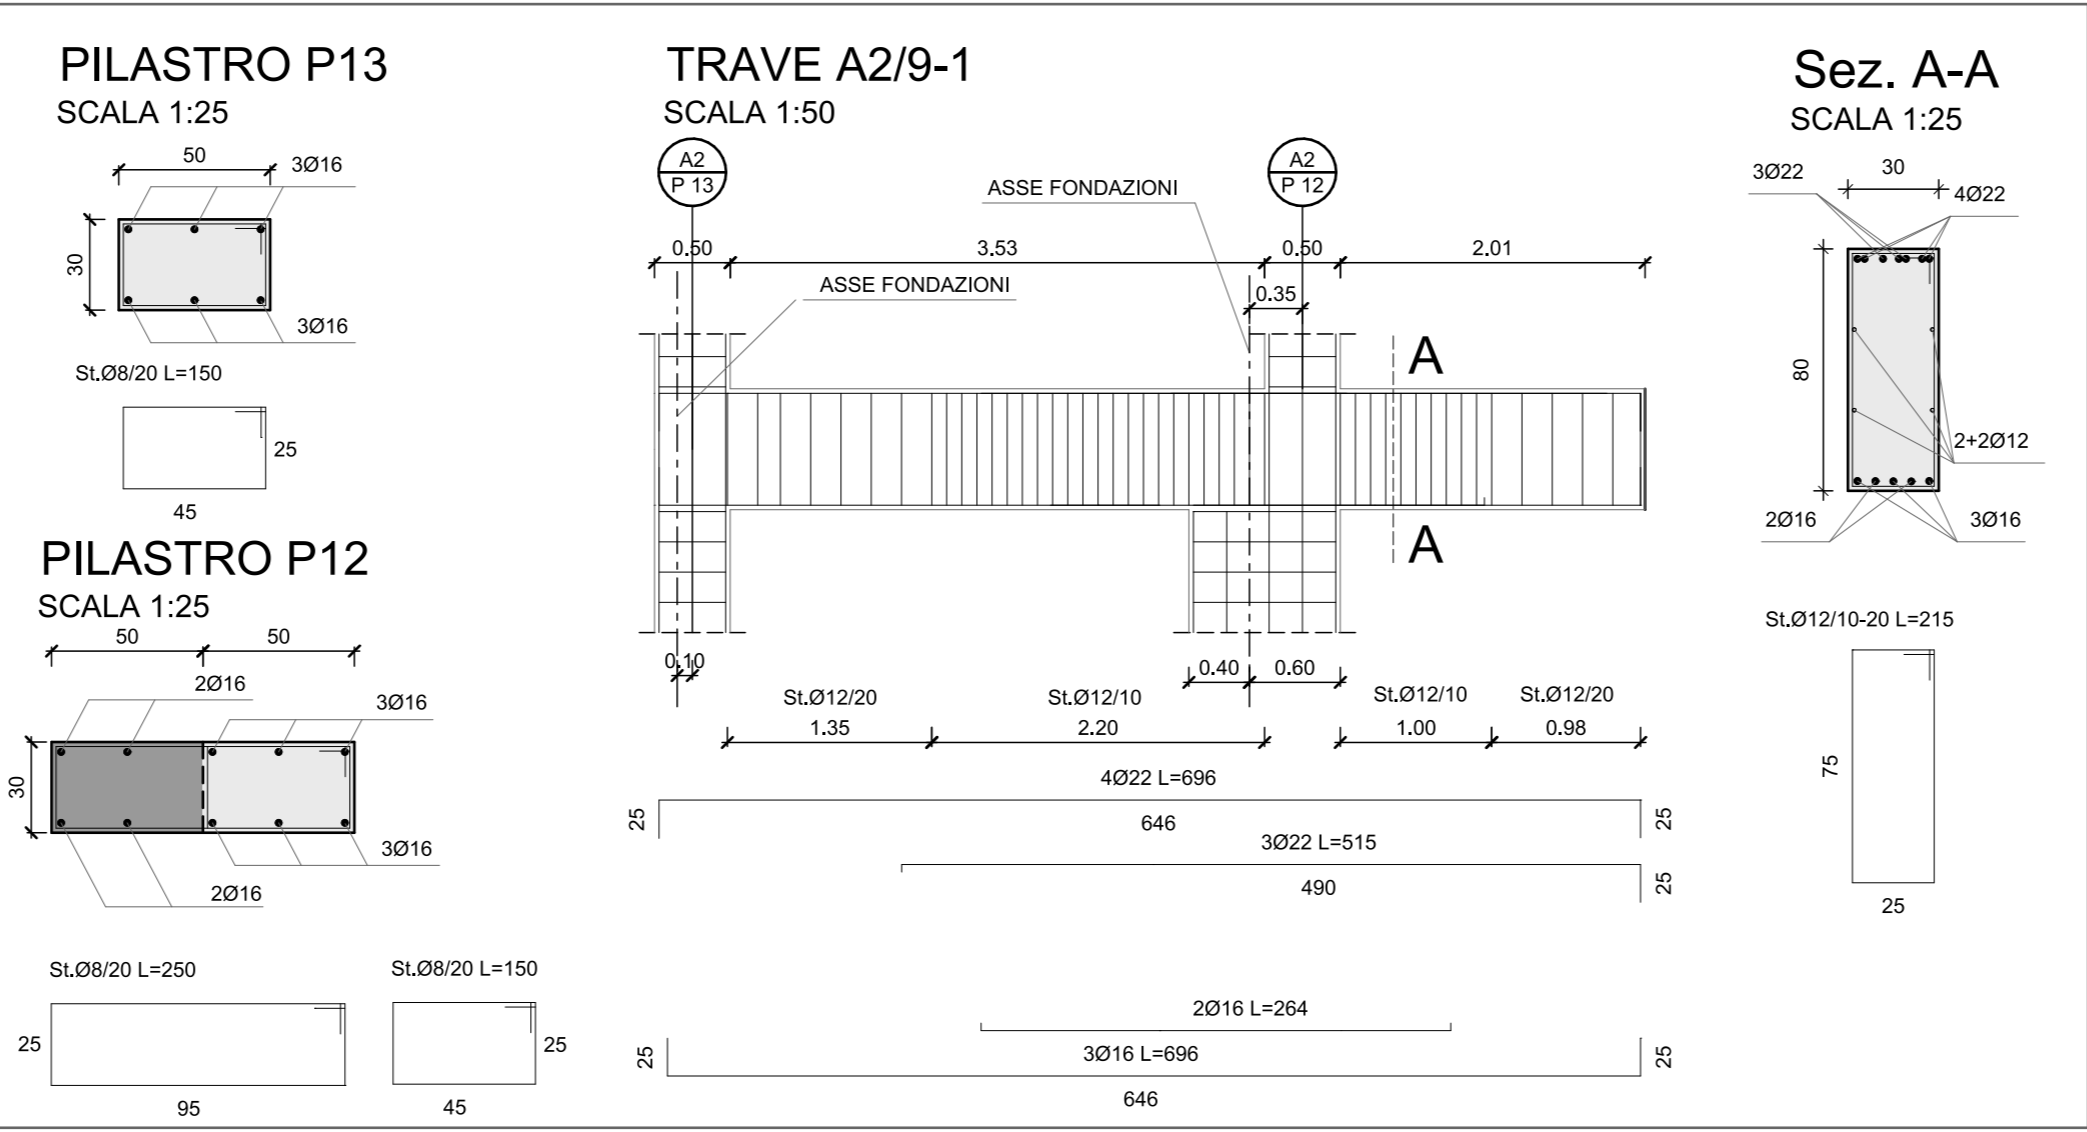 PILASTRO P13
SCALA 1:25
50
3Ø16
30
3Ø16
St.Ø8/20 L=150
25
45
PILASTRO P12
SCALA 1:25
50
50
2Ø16
3Ø16
30
3Ø16
2Ø16
St.Ø8/20 L=250
25
95
St.Ø8/20 L=150
25
45
TRAVE A2/9-1
SCALA 1:50
A2
P 13
A2
P 12
ASSE FONDAZIONI
0.50
3.53
0.50
2.01
ASSE FONDAZIONI
0.35
A
A
0.10
0.40
0.60
St.Ø12/20
St.Ø12/10
St.Ø12/10
St.Ø12/20
1.35
2.20
1.00
0.98
4Ø22 L=696
25
646
25
3Ø22 L=515
490
25
2Ø16 L=264
25
3Ø16 L=696
25
646
Sez. A-A
SCALA 1:25
3Ø22
30
4Ø22
80
2+2Ø12
2Ø16
3Ø16
St.Ø12/10-20 L=215
75
25